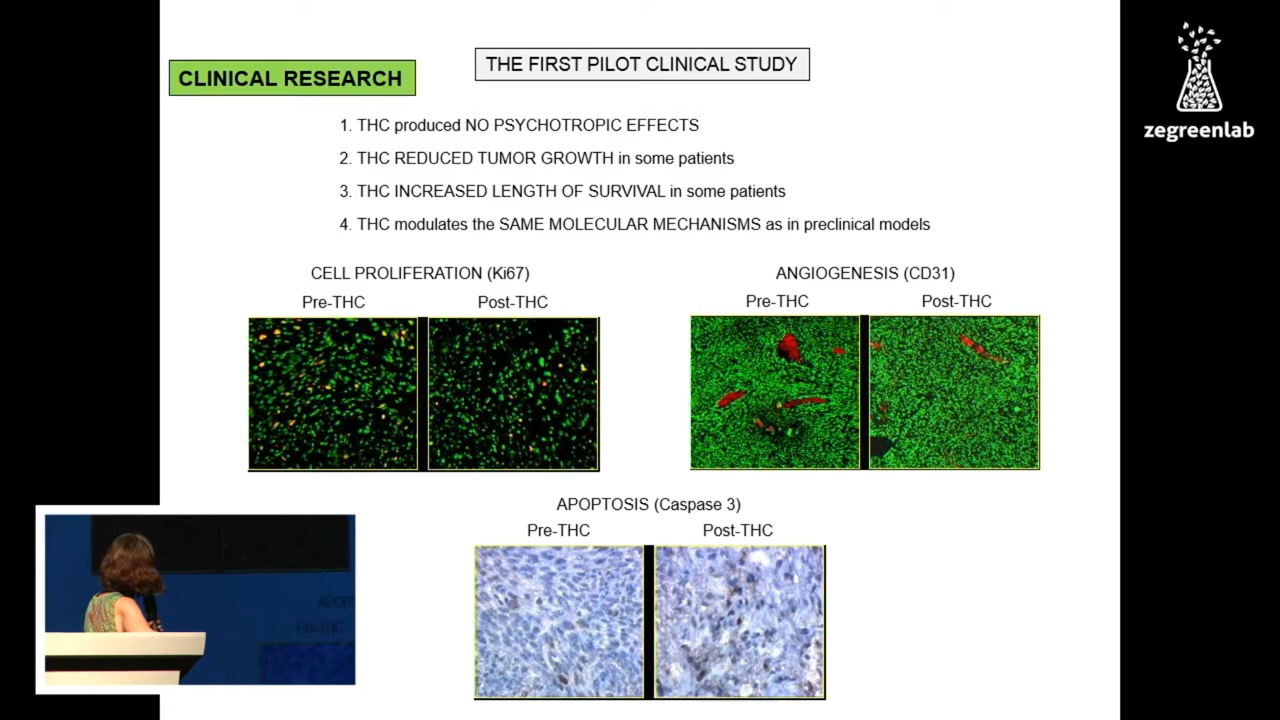 CLINICAL RESEARCH
THE FIRST PILOT CLINICAL STUDY
zegreenlab
1. THC produced NO PSYCHOTROPIC EFFECTS
2. THC REDUCED TUMOR GROWTH in some patients
3. THC INCREASED LENGTH OF SURVIVAL in some patients
4. THC modulates the SAME MOLECULAR MECHANISMS as in preclinical models
CELL PROLIFERATION (Ki67)
Pre-THC
Post-THC
ANGIOGENESIS (CD31)
Pre-THC
Post-THC
APOPTOSIS (Caspase 3)
Pre-THC
Post-THC
APOP
Pre-THC